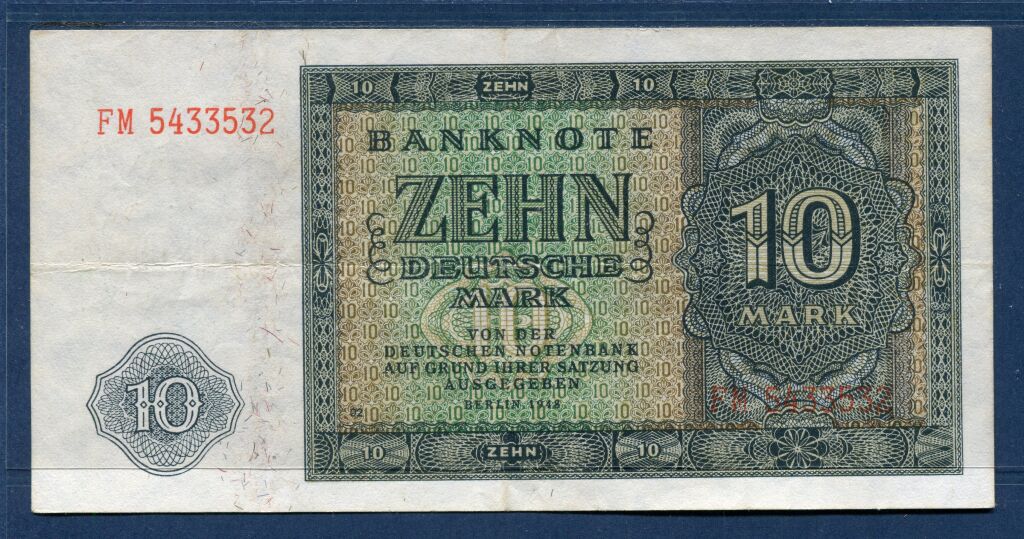 10 ZEHN 10
FM 5433532
BANKNOTE
ZEHN
DEUTSCHE
MARK
10
MARK
VON DER
DEUTSCHEN NOTENBANK
AUF GRUND IHRER SATZUNG
AUSGEGEBEN
BERLIN 1948
10
02
FM 5433532
10 ZEHN 10